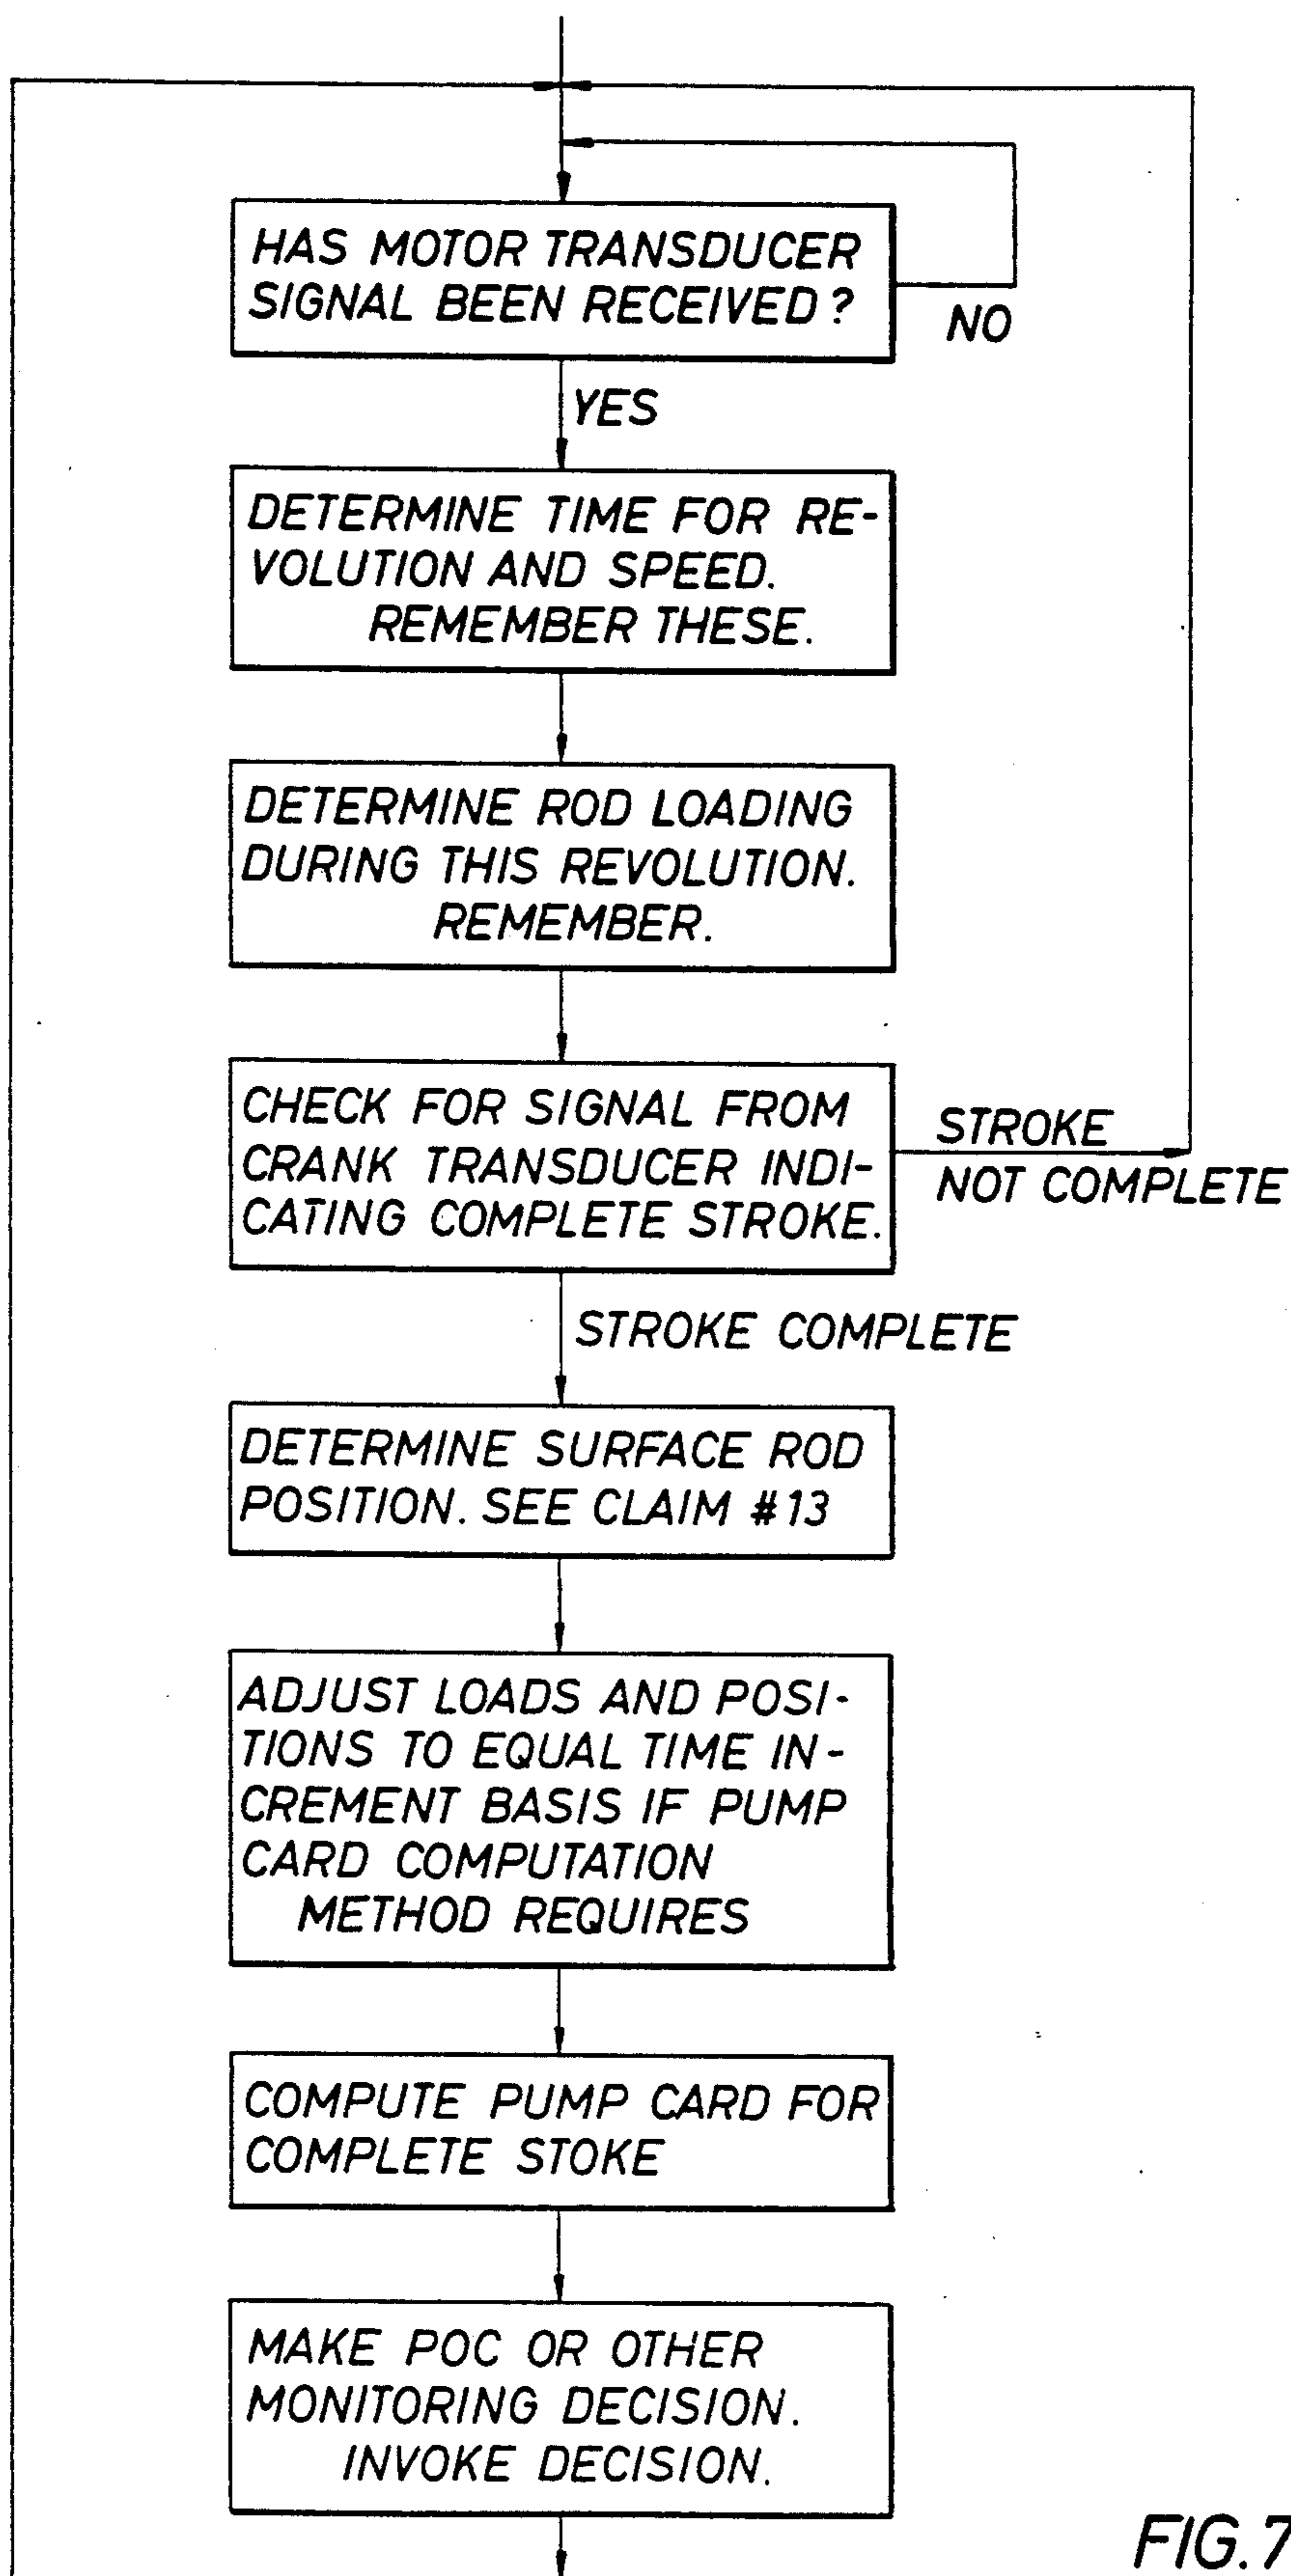 HAS MOTOR TRANSDUCER
SIGNAL BEEN RECEIVED?
NO
YES
DETERMINE TIME FOR RE-
VOLUTION AND SPEED.
REMEMBER THESE.
DETERMINE ROD LOADING
DURING THIS REVOLUTION.
REMEMBER.
CHECK FOR SIGNAL FROM
CRANK TRANSDUCER INDI-
CATING COMPLETE STROKE.
STROKE
NOT COMPLETE
STROKE COMPLETE
DETERMINE SURFACE ROD
POSITION. SEE CLAIM #13
ADJUST LOADS AND POSI-
TIONS TO EQUAL TIME IN-
CREMENT BASIS IF PUMP
CARD COMPUTATION
METHOD REQUIRES
COMPUTE PUMP CARD FOR
COMPLETE STOKE
MAKE POC OR OTHER
MONITORING DECISION.
INVOKE DECISION.
FIG.7